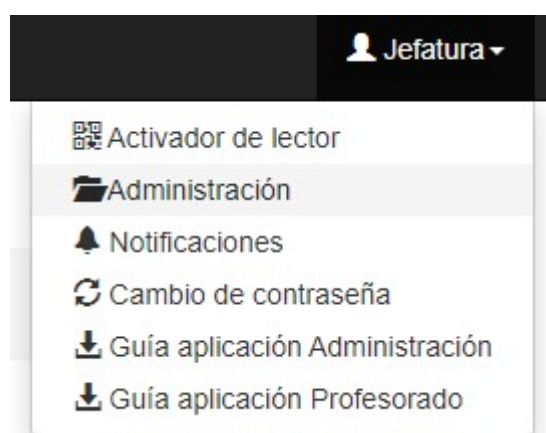 Jefatura
Activador de lector
Administración
Notificaciones
Cambio de contraseña
Guía aplicación Administración
Guía aplicación Profesorado